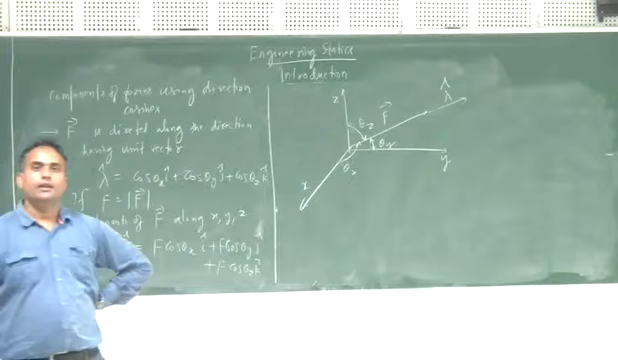 Engineering Statics
Introduction
components of force using direction
cosines
→ F⃗ is directed along the direction
having unit vector
λ̂ = cosθx î + cosθy ĵ + cosθz k̂
If F = |F⃗|
of F⃗ along x, y, z
= F cosθx î + F cosθy ĵ
+ F cosθz k̂
z
θz
F⃗
λ̂
θy
y
θx
x